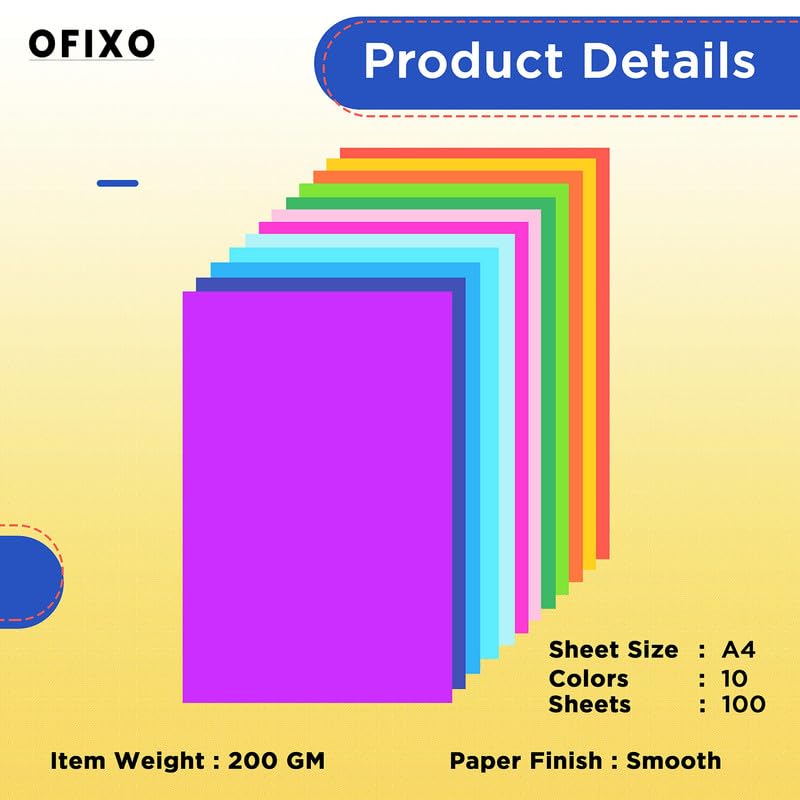 OFIXO
Product Details
Sheet Size : A4
Colors : 10
Sheets : 100
Item Weight : 200 GM
Paper Finish : Smooth